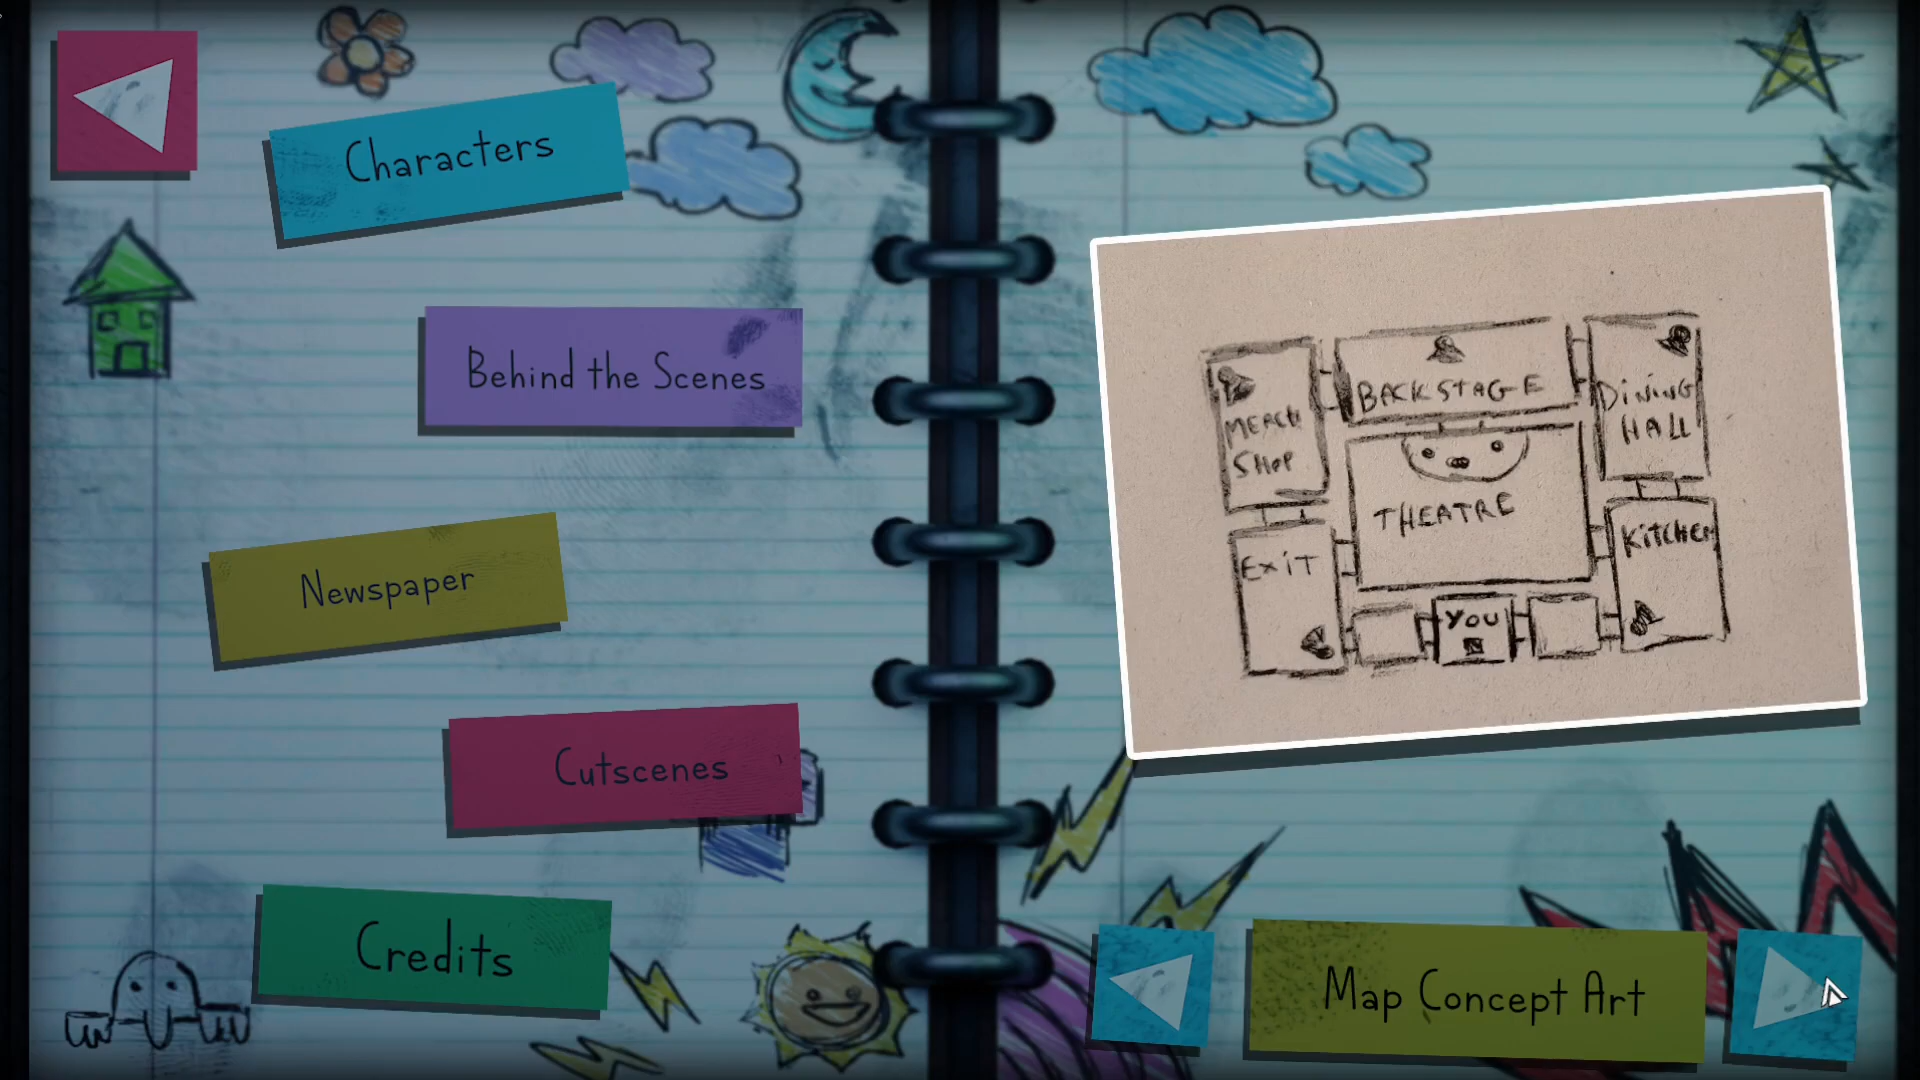 Characters
Behind the Scenes
Newspaper
Cutscenes
Credits
MERCH
SHOP
BACKSTAGE
DiNiNG
HALL
THEATRE
EXiT
KiTCHEN
YOU
Map Concept Art